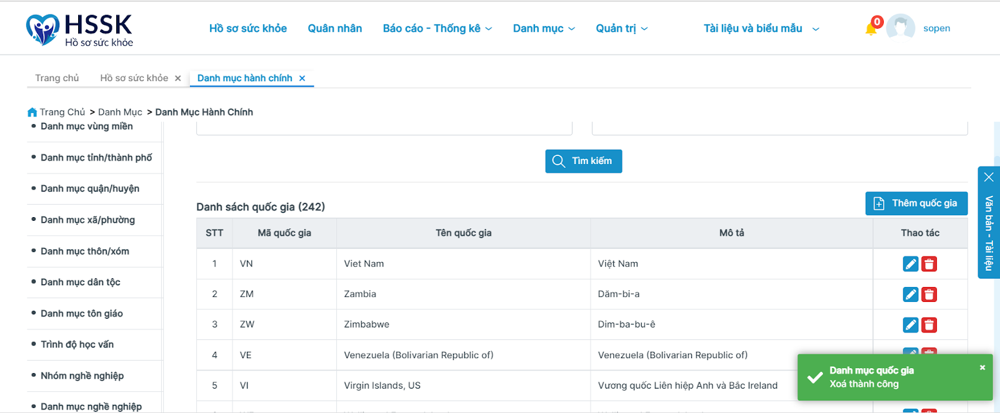 HSSK
Hồ sơ sức khỏe
Hồ sơ sức khỏe Quân nhân Báo cáo - Thống kê Danh mục Quản trị Tài liệu và biểu mẫu 0 sopen
Trang chủ Hồ sơ sức khỏe × Danh mục hành chính ×
Trang Chủ > Danh Mục > Danh Mục Hành Chính
Danh mục vùng miền
Danh mục tỉnh/thành phố
Danh mục quận/huyện
Danh mục xã/phường
Danh mục thôn/xóm
Danh mục dân tộc
Danh mục tôn giáo
Trình độ học vấn
Nhóm nghề nghiệp
Danh mục nghề nghiệp
Tìm kiếm
Danh sách quốc gia (242)
Thêm quốc gia
STT Mã quốc gia Tên quốc gia Mô tả Thao tác
1 VN Viet Nam Việt Nam
2 ZM Zambia Dăm-bi-a
3 ZW Zimbabwe Dim-ba-bu-ê
4 VE Venezuela (Bolivarian Republic of) Venezuela (Bolivarian Republic of)
5 VI Virgin Islands, US Vương quốc Liên hiệp Anh và Bắc Ireland
Văn bản - Tài liệu
Danh mục quốc gia ×
Xoá thành công